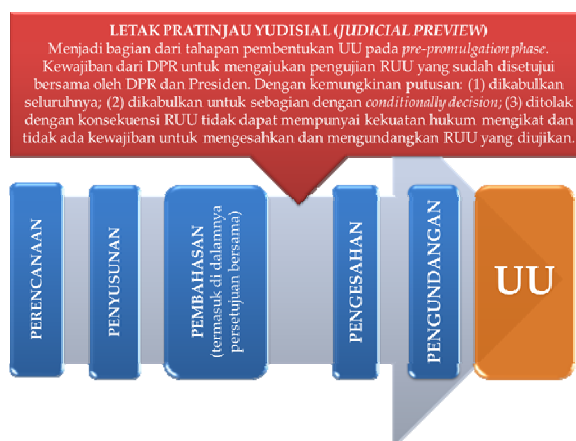 LETAK PRATINJAU YUDISIAL (JUDICIAL PREVIEW)
Menjadi bagian dari tahapan pembentukan UU pada pre-promulgation phase.
Kewajiban dari DPR untuk mengajukan pengujian RUU yang sudah disetujui
bersama oleh DPR dan Presiden. Dengan kemungkinan putusan: (1) dikabulkan
seluruhnya; (2) dikabulkan untuk sebagian dengan conditionally decision; (3) ditolak
dengan konsekuensi RUU tidak dapat mempunyai kekuatan hukum mengikat dan
tidak ada kewajiban untuk mengesahkan dan mengundangkan RUU yang diujikan.
PERENCANAAN
PENYUSUNAN
PEMBAHASAN
(termasuk di dalamnya
persetujuan bersama)
PENGESAHAN
PENGUNDANGAN
UU